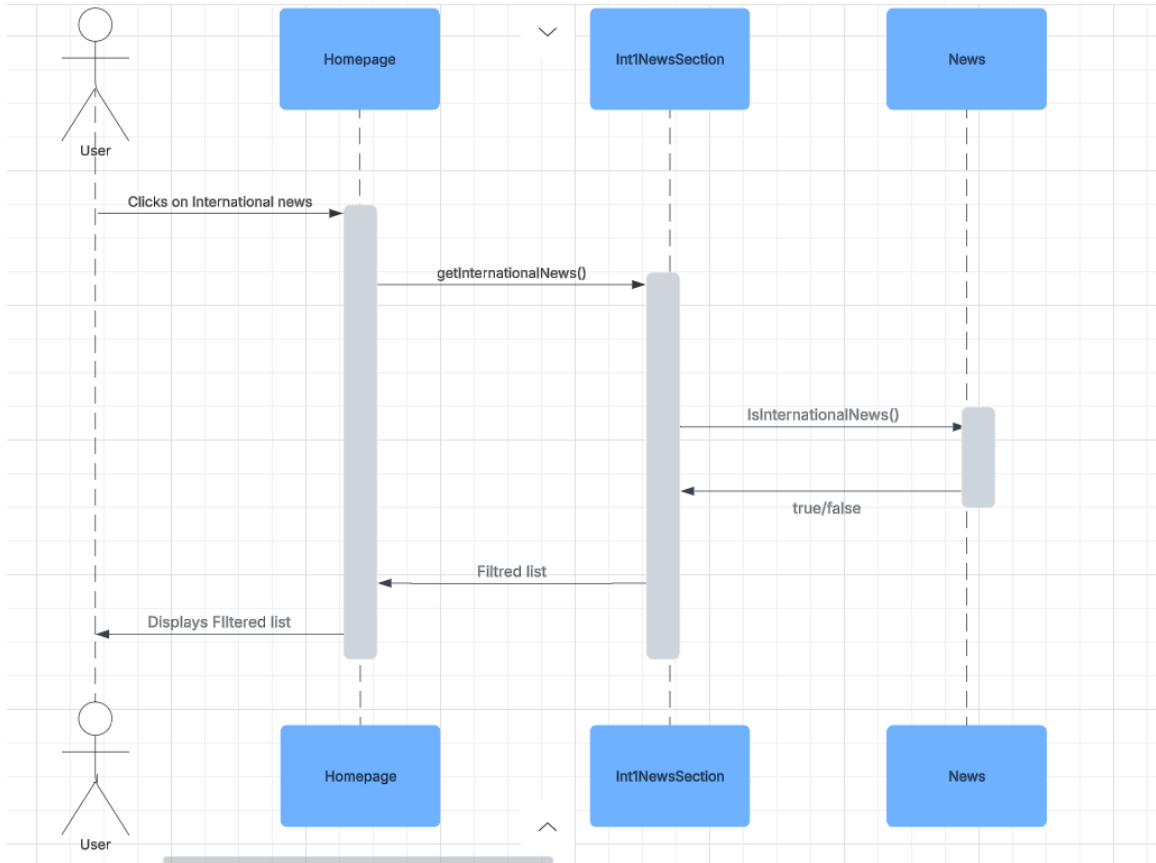 Homepage
Int1NewsSection
News
User
Clicks on International news
getInternationalNews()
IsInternationalNews()
true/false
Filtred list
Displays FIltered list
Homepage
Int1NewsSection
News
User